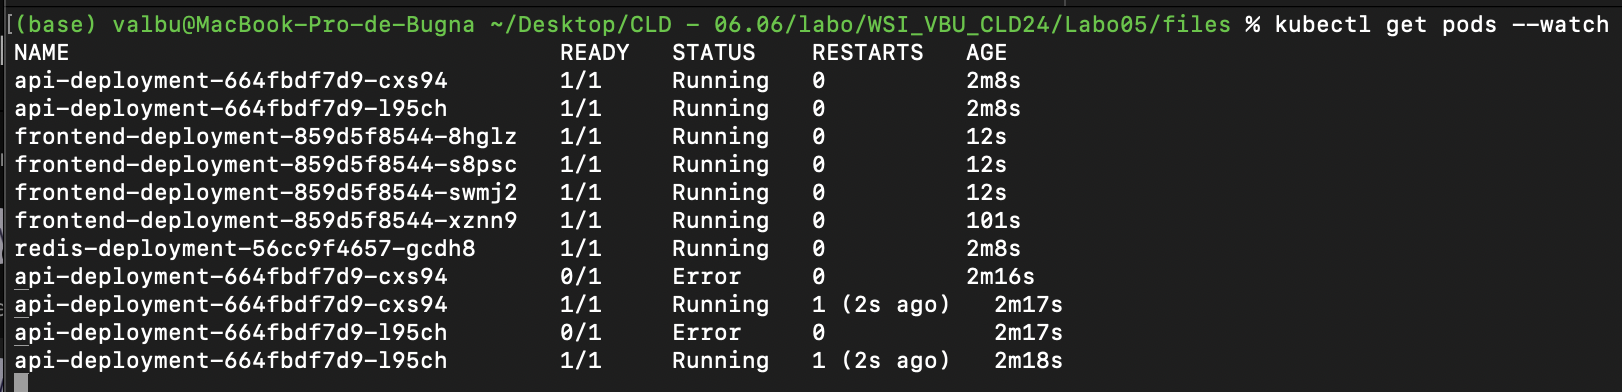 [(base) valbu@MacBook-Pro-de-Bugna ~/Desktop/CLD - 06.06/labo/WSI_VBU_CLD24/Labo05/files % kubectl get pods --watch
NAME READY STATUS RESTARTS AGE
api-deployment-664fbdf7d9-cxs94 1/1 Running 0 2m8s
api-deployment-664fbdf7d9-l95ch 1/1 Running 0 2m8s
frontend-deployment-859d5f8544-8hglz 1/1 Running 0 12s
frontend-deployment-859d5f8544-s8psc 1/1 Running 0 12s
frontend-deployment-859d5f8544-swmj2 1/1 Running 0 12s
frontend-deployment-859d5f8544-xznn9 1/1 Running 0 101s
redis-deployment-56cc9f4657-gcdh8 1/1 Running 0 2m8s
api-deployment-664fbdf7d9-cxs94 0/1 Error 0 2m16s
api-deployment-664fbdf7d9-cxs94 1/1 Running 1 (2s ago) 2m17s
api-deployment-664fbdf7d9-l95ch 0/1 Error 0 2m17s
api-deployment-664fbdf7d9-l95ch 1/1 Running 1 (2s ago) 2m18s